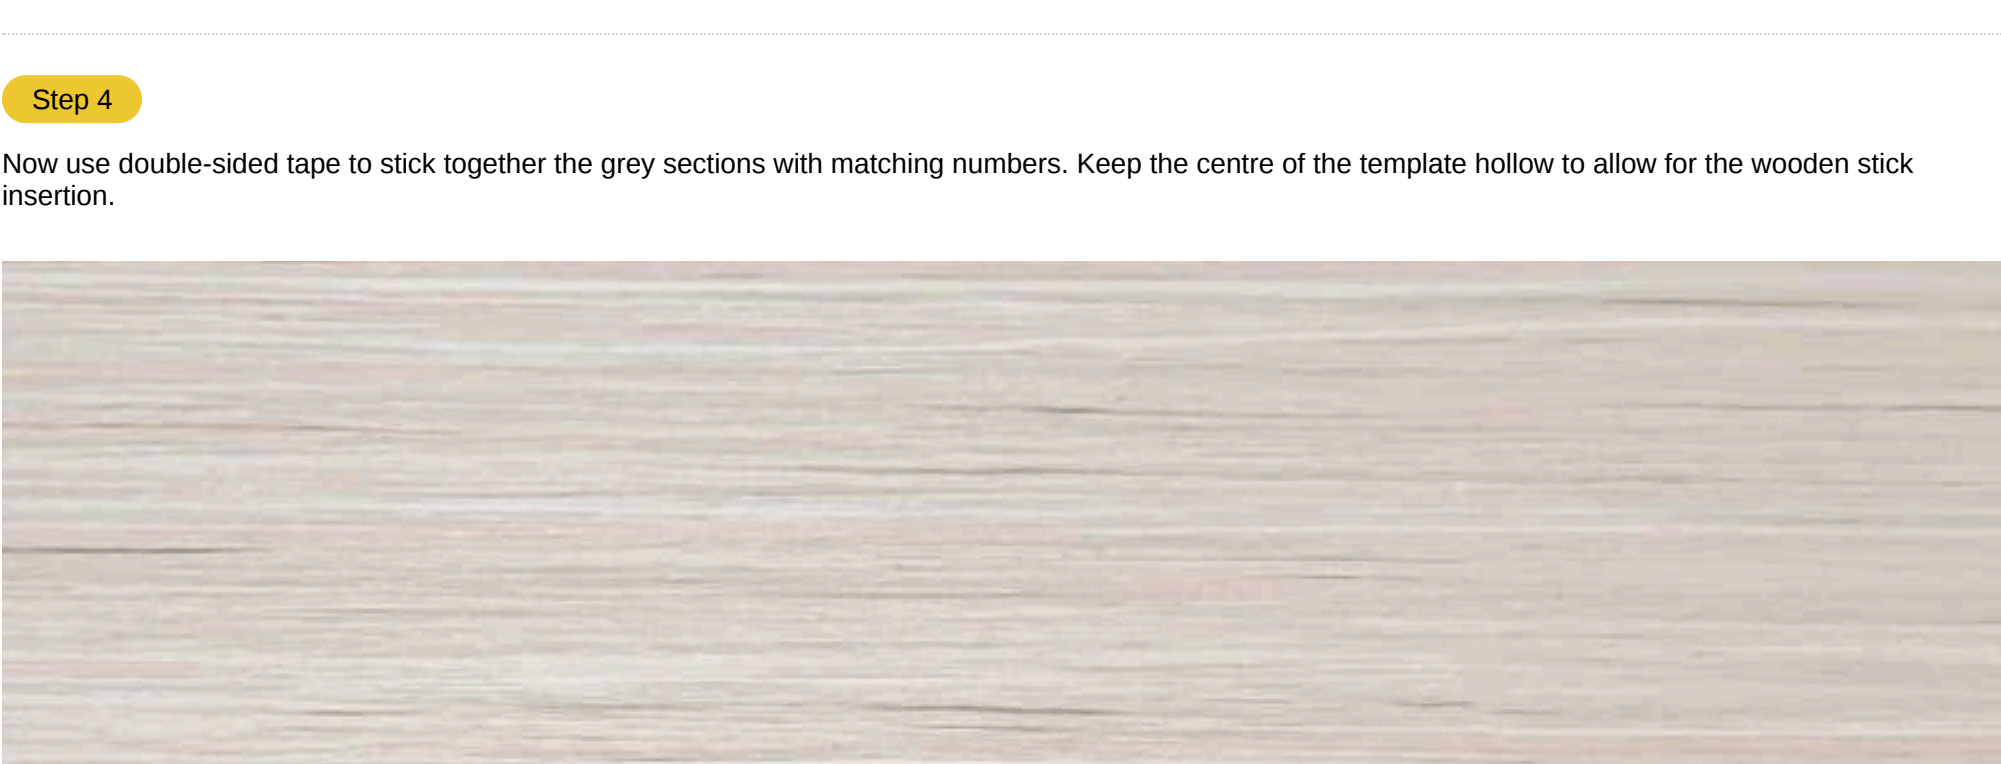 Step 4
Now use double-sided tape to stick together the grey sections with matching numbers. Keep the centre of the template hollow to allow for the wooden stick
insertion.